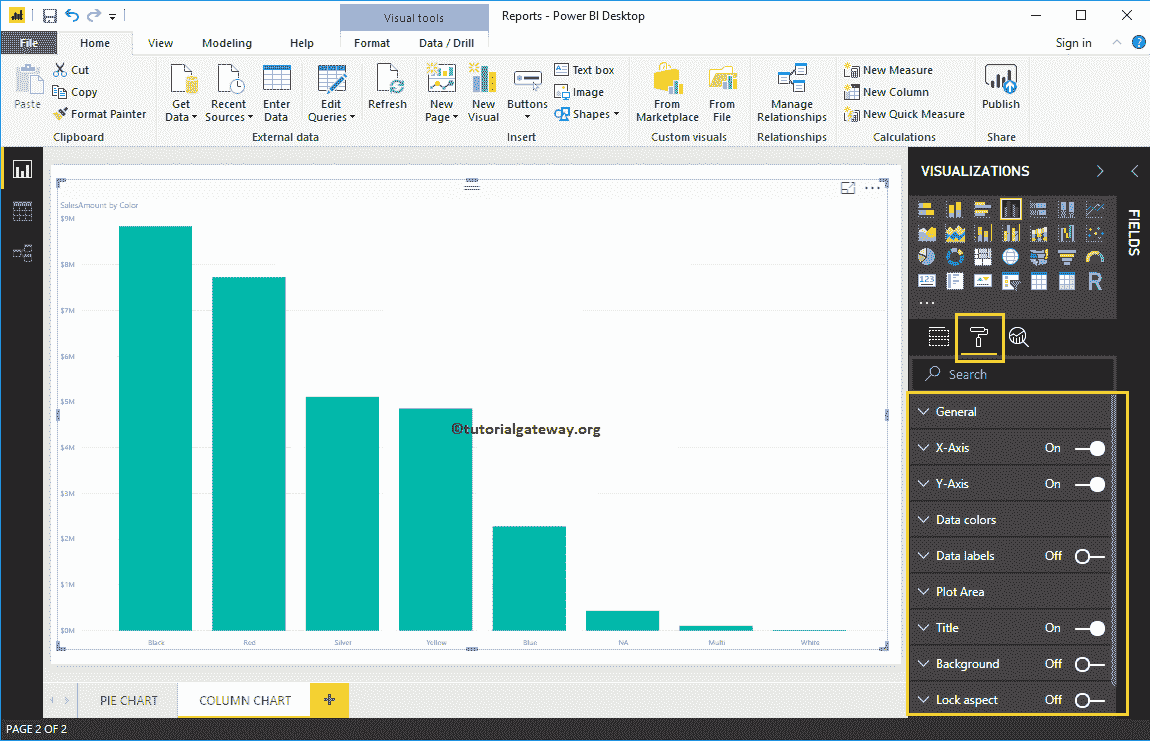 Visual tools
Reports - Power BI Desktop
File
Home
View
Modeling
Help
Format
Data / Drill
Sign in
?
Paste
Cut
Copy
Format Painter
Clipboard
Get Data
Recent Sources
Enter Data
Edit Queries
External data
Refresh
New Page
New Visual
Buttons
Text box
Image
Shapes
Insert
From Marketplace
From File
Custom visuals
Manage Relationships
Relationships
New Measure
New Column
New Quick Measure
Calculations
Publish
Share
SalesAmount by Color
$9M
$8M
$7M
$6M
$5M
$4M
$3M
$2M
$1M
$0M
Black
Red
Silver
Yellow
Blue
NA
Multi
White
©tutorialgateway.org
VISUALIZATIONS
FIELDS
123
R
Search
General
X-Axis On
Y-Axis On
Data colors
Data labels Off
Plot Area
Title On
Background Off
Lock aspect Off
PIE CHART
COLUMN CHART
+
PAGE 2 OF 2